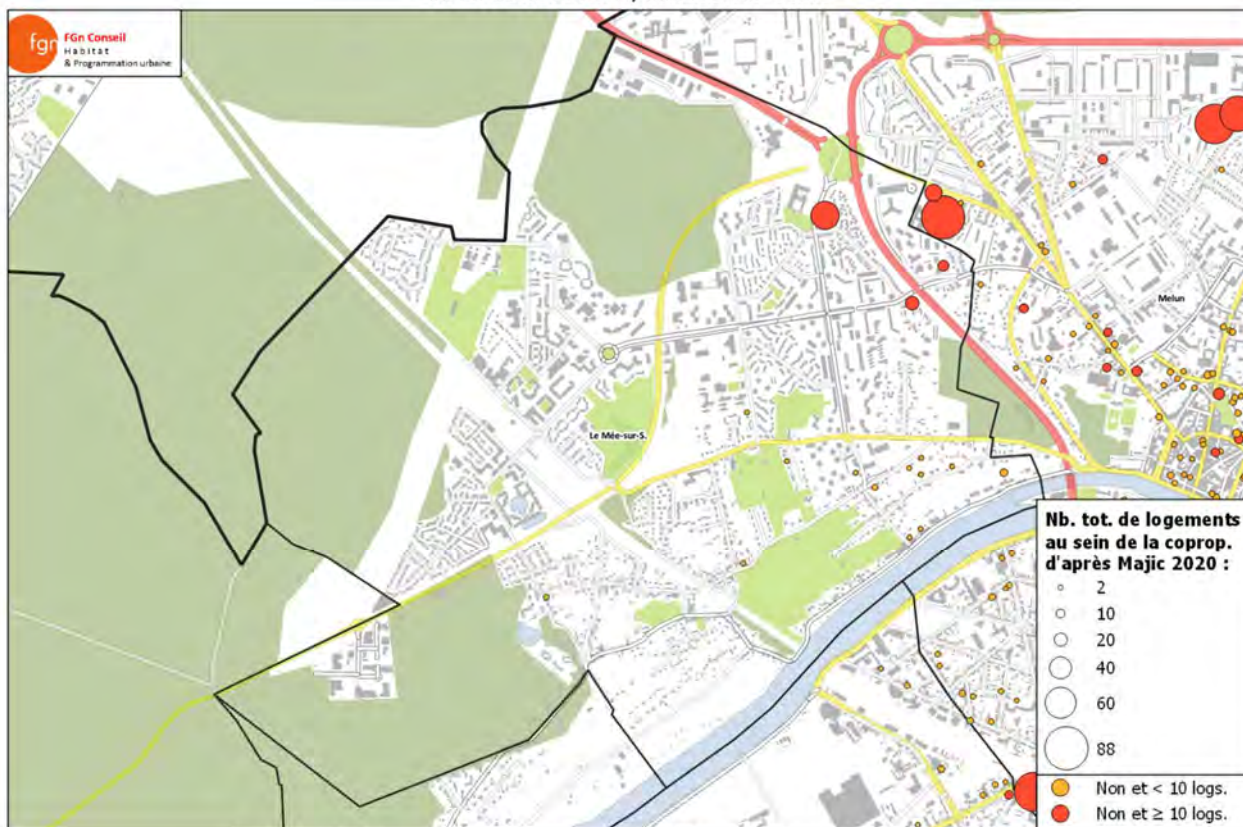 fgn
FGn Conseil
Habitat
& Programmation urbaine
Melun
Le Mée-sur-S.
Nb. tot. de logements
au sein de la coprop.
d'après Majic 2020 :
2
10
20
40
60
88
Non et < 10 logs.
Non et ≥ 10 logs.